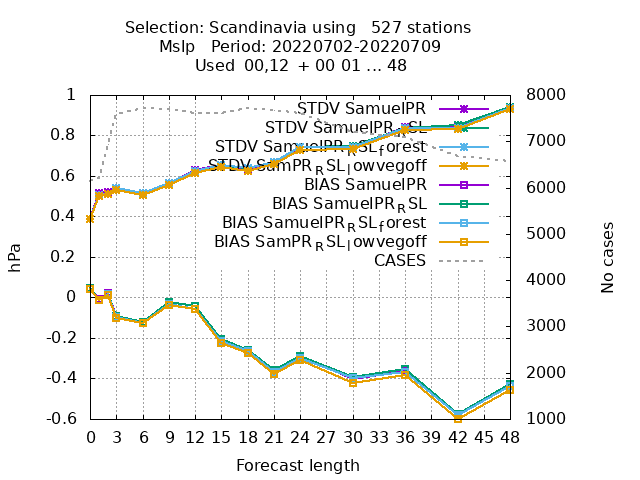 Selection: Scandinavia using   527 stations
Mslp   Period: 20220702-20220709
Used  00,12  + 00 01 ... 48
STDV SamuelPR
STDV SamuelPR_RSL
STDV SamuelPR_RSL_forest
STDV SamPR_RSL_lowvegoff
BIAS SamuelPR
BIAS SamuelPR_RSL
BIAS SamuelPR_RSL_forest
BIAS SamPR_RSL_lowvegoff
CASES
1
0.8
0.6
0.4
0.2
0
-0.2
-0.4
-0.6
hPa
8000
7000
6000
5000
4000
3000
2000
1000
No cases
0 3 6 9 12 15 18 21 24 27 30 33 36 39 42 45 48
Forecast length